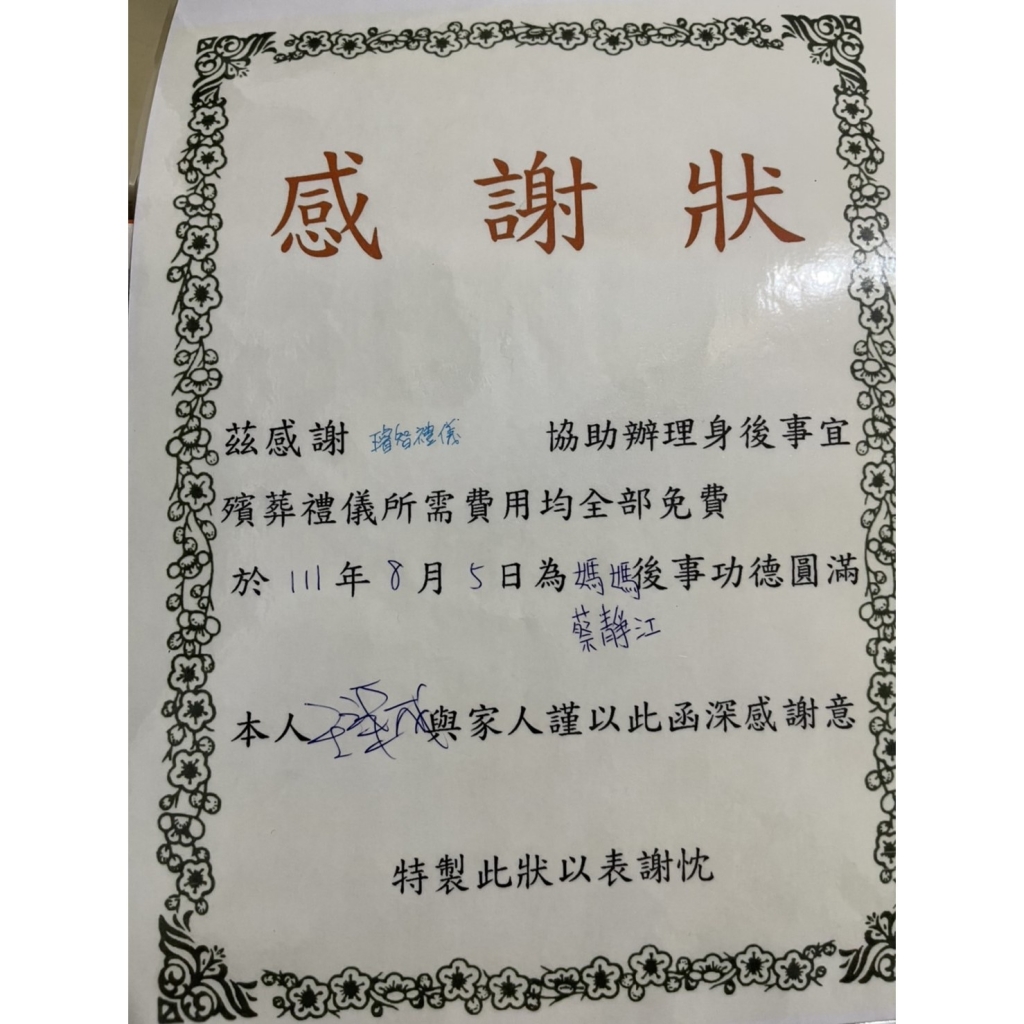 感謝狀
茲感謝 瑢智禮儀 協助辦理身後事宜
殯葬禮儀所需費用均全部免費
於 111 年 8 月 5 日為媽媽後事功德圓滿
蔡靜江
本人 與家人謹以此函深感謝意
特製此狀以表謝忱